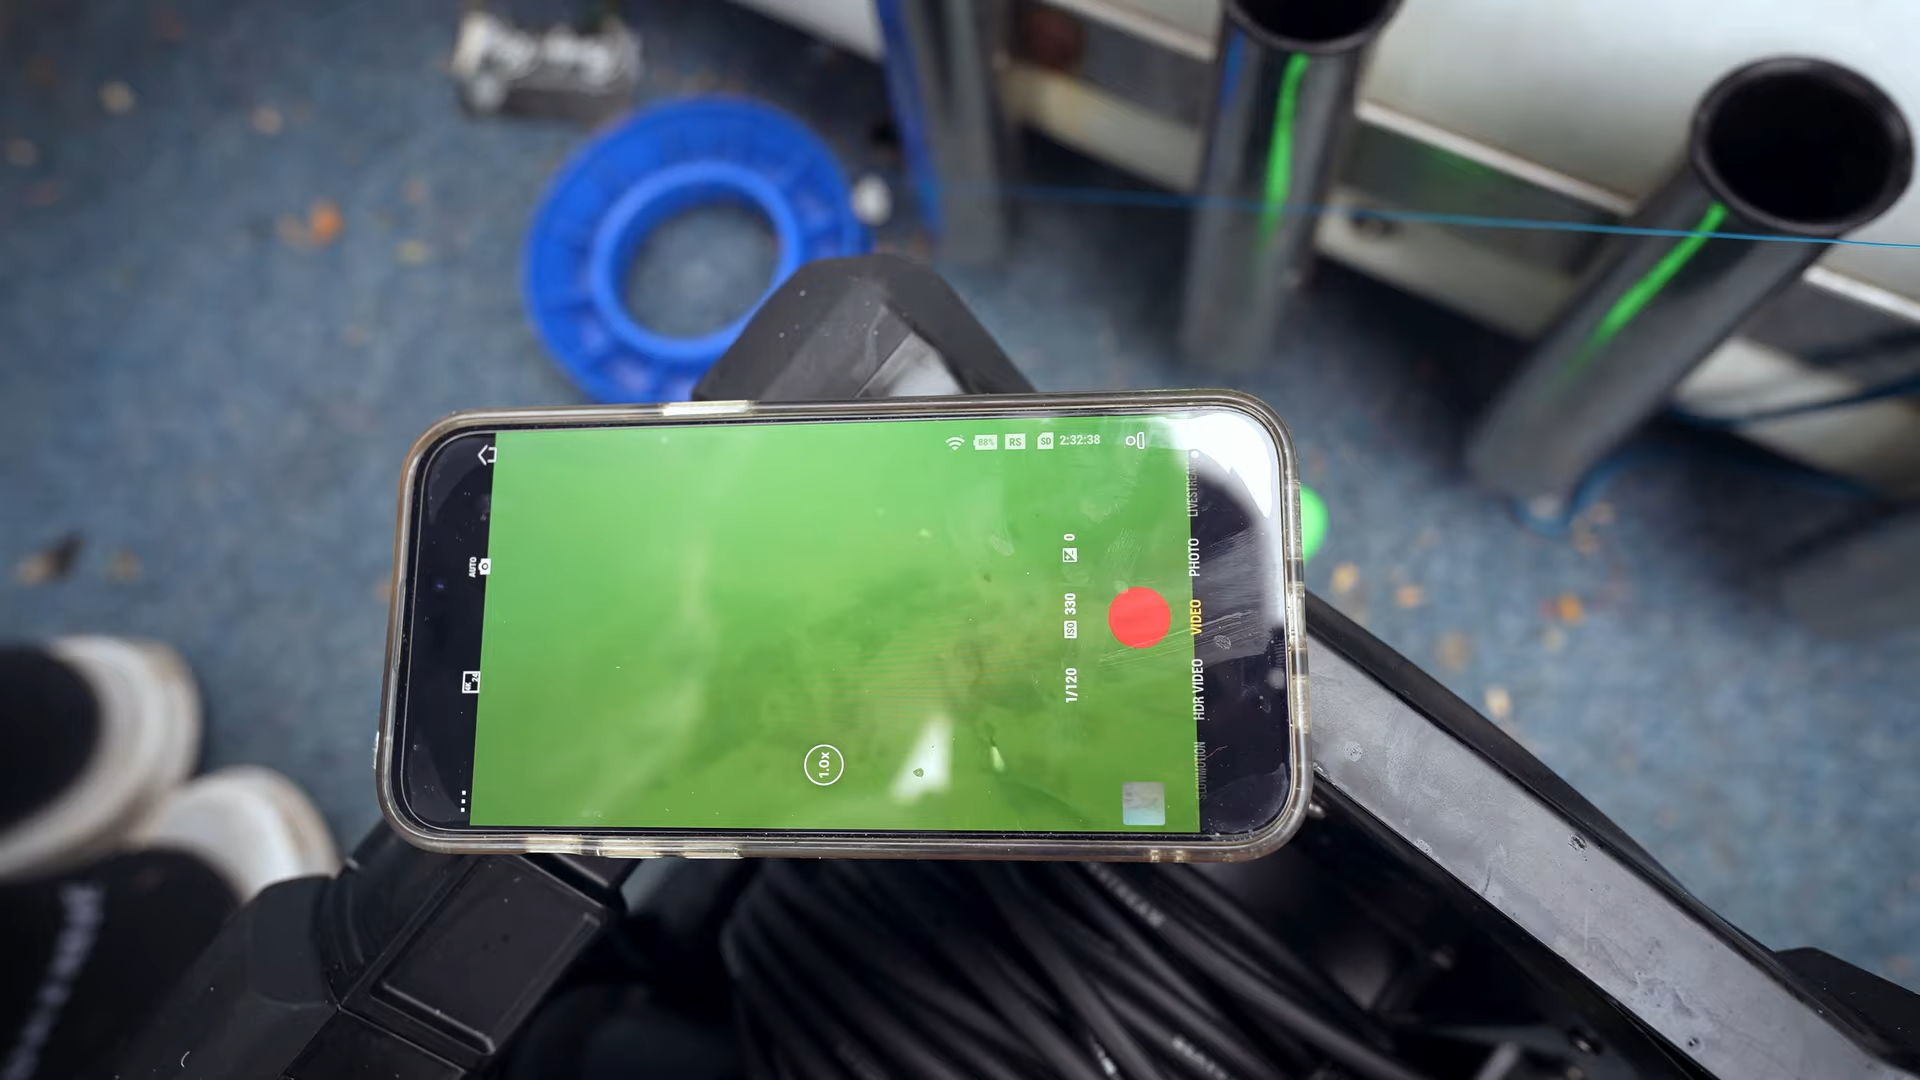 88% RS SD 2:32:38
AUTO
0
ISO 330
1/120
1.0x
LIVESTREAM
PHOTO
VIDEO
HDR VIDEO
SLOWMOTION